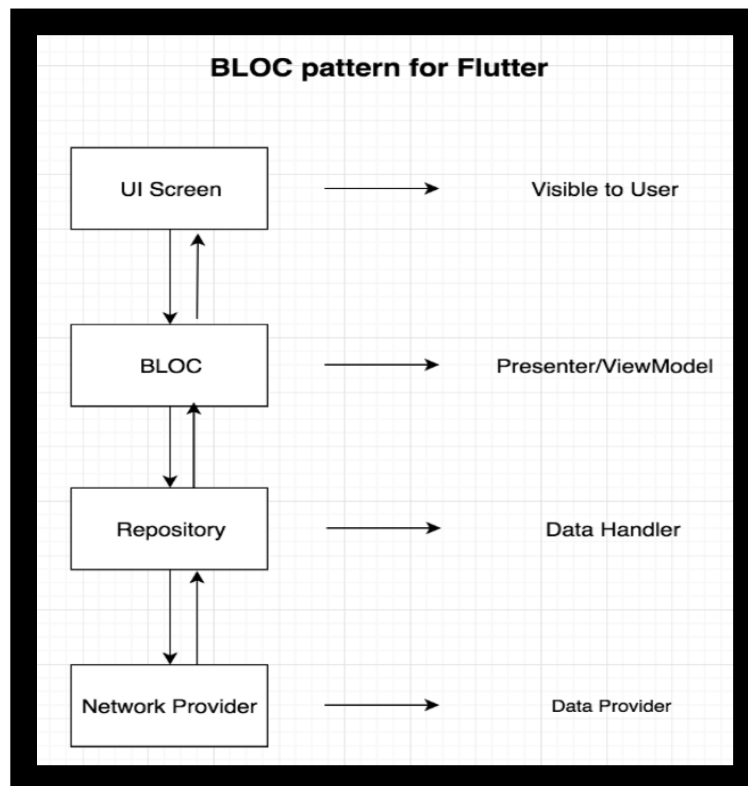 BLOC pattern for Flutter
UI Screen
Visible to User
BLOC
Presenter/ViewModel
Repository
Data Handler
Network Provider
Data Provider